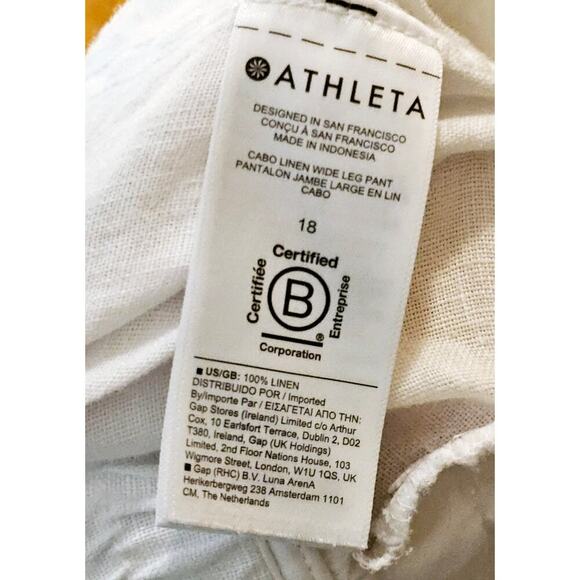 ATHLETA
DESIGNED IN SAN FRANCISCO
CONÇU À SAN FRANCISCO
MADE IN INDONESIA
CABO LINEN WIDE LEG PANT
PANTALON JAMBE LARGE EN LIN
CABO
18
Certified
Certifiée
B
Entreprise
®
Corporation
■ US/GB: 100% LINEN
DISTRIBUIDO POR / Imported
By/Importe Par / ΕΙΣΑΓΕΤΑΙ ΑΠΟ ΤΗΝ:
Gap Stores (Ireland) Limited c/o Arthur
Cox, 10 Earlsfort Terrace, Dublin 2, D02
T380, Ireland, Gap (UK Holdings)
Limited, 2nd Floor Nations House, 103
Wigmore Street, London, W1U 1QS, UK
■ Gap (RHC) B.V. Luna ArenA
Herikerbergweg 238 Amsterdam 1101
CM, The Netherlands